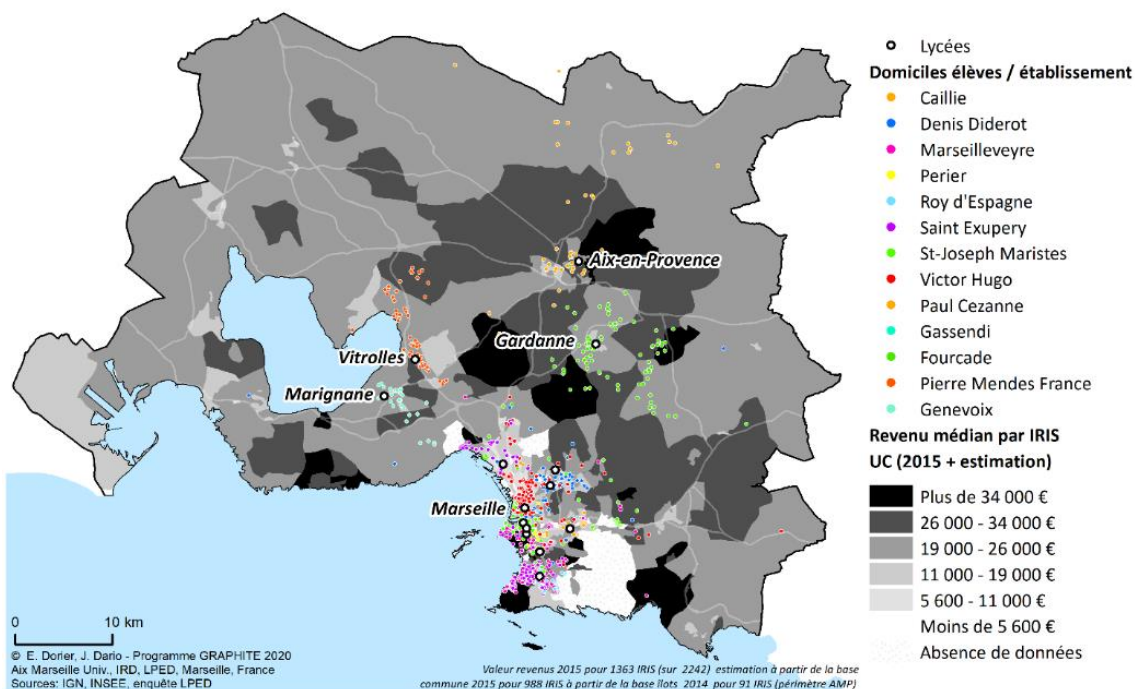 Aix-en-Provence
Gardanne
Vitrolles
Marignane
Marseille
0 10 km
© E. Dorier, J. Dario - Programme GRAPHITE 2020
Aix Marseille Univ., IRD, LPED, Marseille, France
Sources: IGN, INSEE, enquête LPED
Valeur revenus 2015 pour 1363 IRIS (sur 2242) estimation à partir de la base
commune 2015 pour 988 IRIS à partir de la base îlots 2014 pour 91 IRIS (périmètre AMP)
Lycées
Domiciles élèves / établissement
Caillie
Denis Diderot
Marseilleveyre
Perier
Roy d'Espagne
Saint Exupery
St-Joseph Maristes
Victor Hugo
Paul Cezanne
Gassendi
Fourcade
Pierre Mendes France
Genevoix
Revenu médian par IRIS
UC (2015 + estimation)
Plus de 34 000 €
26 000 - 34 000 €
19 000 - 26 000 €
11 000 - 19 000 €
5 600 - 11 000 €
Moins de 5 600 €
Absence de données